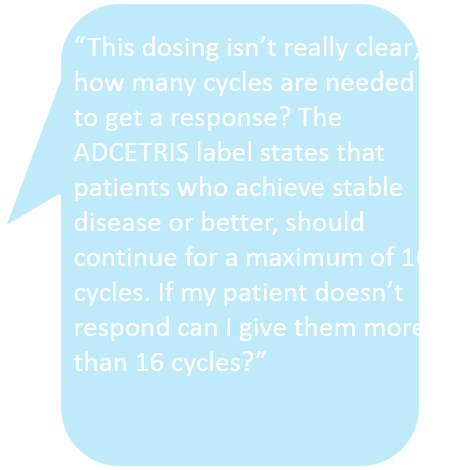 “This dosing isn’t really clear,
how many cycles are needed
to get a response? The
ADCETRIS label states that
patients who achieve stable
disease or better, should
continue for a maximum of 16
cycles. If my patient doesn’t
respond can I give them more
than 16 cycles?”